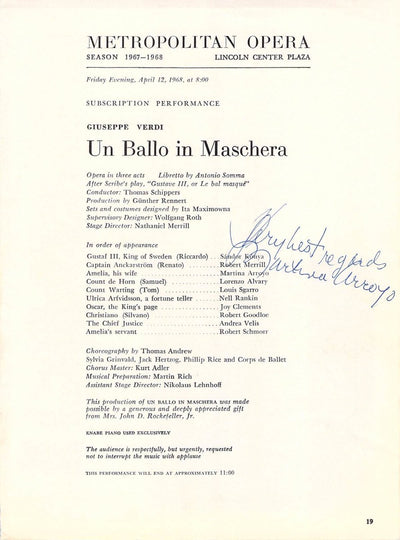 METROPOLITAN OPERA
SEASON 1967–1968 LINCOLN CENTER PLAZA
Friday Evening, April 12, 1968, at 8:00
SUBSCRIPTION PERFORMANCE
GIUSEPPE VERDI
Un Ballo in Maschera
Opera in three acts Libretto by Antonio Somma
After Scribe's play, "Gustave III, or Le bal masqué"
Conductor: Thomas Schippers
Production by Günther Rennert
Sets and costumes designed by Ita Maximowna
Supervisory Designer: Wolfgang Roth
Stage Director: Nathaniel Merrill
Very best regards
Martina Arroyo
In order of appearance
Gustaf III, King of Sweden (Riccardo) . . Sándor Kónya
Captain Anckarström (Renato) . . . . . . Robert Merrill
Amelia, his wife . . . . . . . . . . Martina Arroyo
Count de Horn (Samuel) . . . . . . . . Lorenzo Alvary
Count Warting (Tom) . . . . . . . . Louis Sgarro
Ulrica Arfvidsson, a fortune teller . . . . . Nell Rankin
Oscar, the King's page . . . . . . . . Joy Clements
Christiano (Silvano) . . . . . . . . Robert Goodloe
The Chief Justice . . . . . . . . . Andrea Velis
Amelia's servant . . . . . . . . . Robert Schmorr
Choreography by Thomas Andrew
Sylvia Grinvald, Jack Hertzog, Phillip Rice and Corps de Ballet
Chorus Master: Kurt Adler
Musical Preparation: Martin Rich
Assistant Stage Director: Nikolaus Lehnhoff
This production of UN BALLO IN MASCHERA was made
possible by a generous and deeply appreciated gift
from Mrs. John D. Rockefeller, Jr.
KNABE PIANO USED EXCLUSIVELY
The audience is respectfully, but urgently, requested
not to interrupt the music with applause
THIS PERFORMANCE WILL END AT APPROXIMATELY 11:00
19